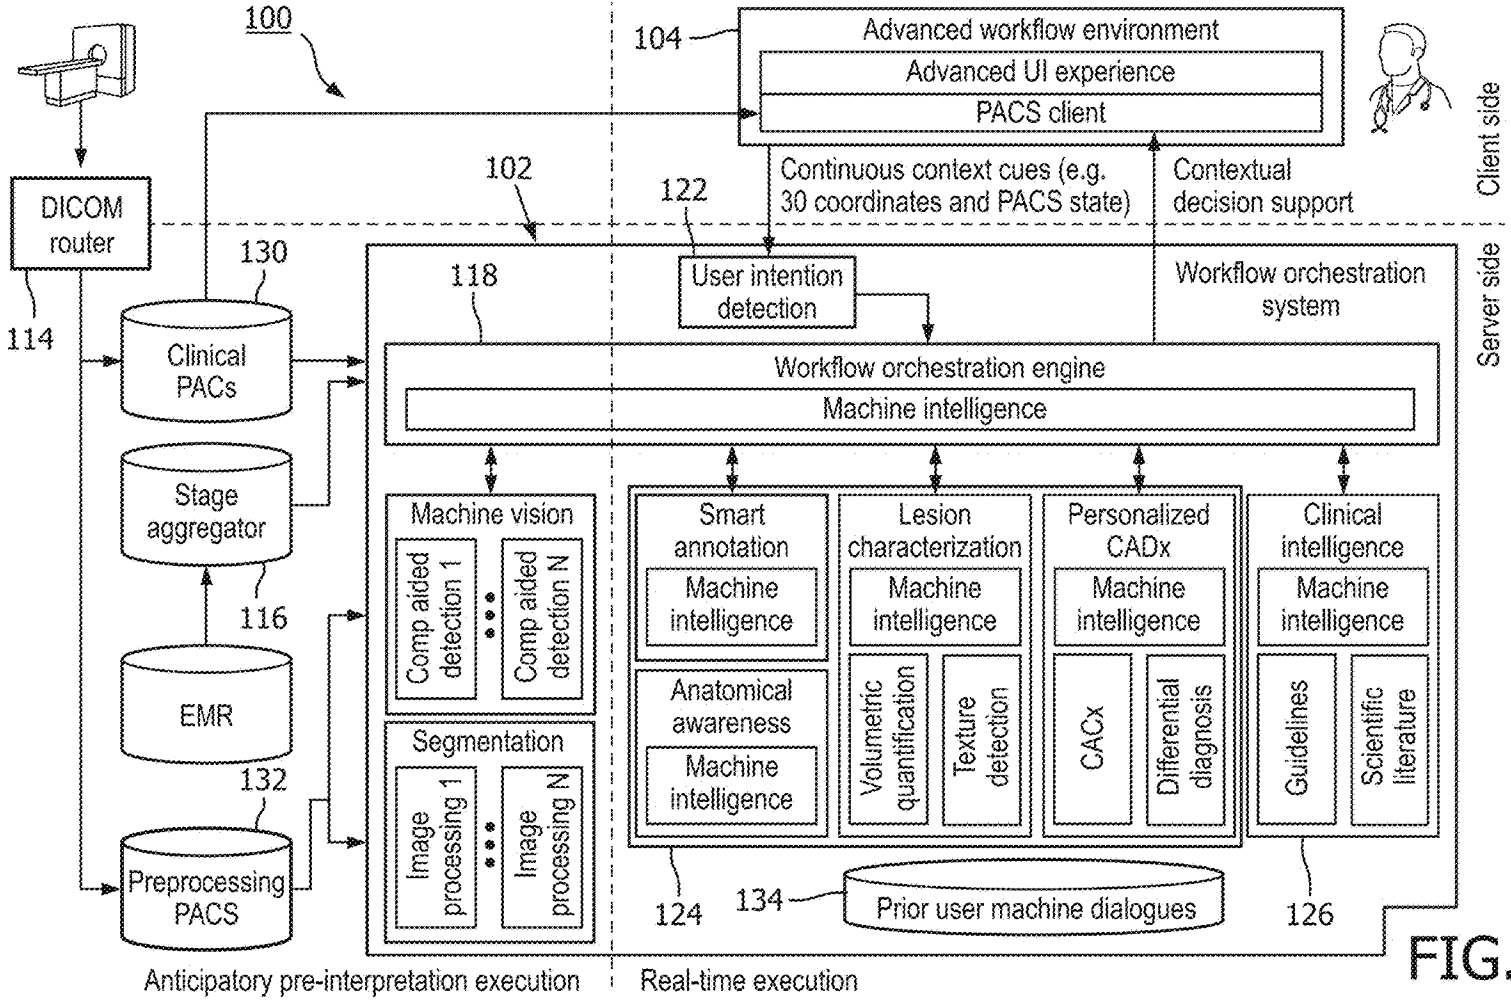 100
104
Advanced workflow environment
Advanced UI experience
PACS client
Client side
DICOM
router
114
102
122
Continuous context cues (e.g.
30 coordinates and PACS state)
Contextual
decision support
Server side
130
Clinical
PACs
118
User intention
detection
Workflow orchestration
system
Workflow orchestration engine
Machine intelligence
Stage
aggregator
116
EMR
132
Preprocessing
PACS
Machine vision
Comp aided
detection 1
Comp aided
detection N
Segmentation
Image
processing 1
Image
processing N
Smart
annotation
Machine
intelligence
Anatomical
awareness
Machine
intelligence
Lesion
characterization
Machine
intelligence
Volumetric
quantification
Texture
detection
Personalized
CADx
Machine
intelligence
CACx
Differential
diagnosis
Clinical
intelligence
Machine
intelligence
Guidelines
Scientific
literature
124
134
Prior user machine dialogues
126
Anticipatory pre-interpretation execution
Real-time execution
FIG.